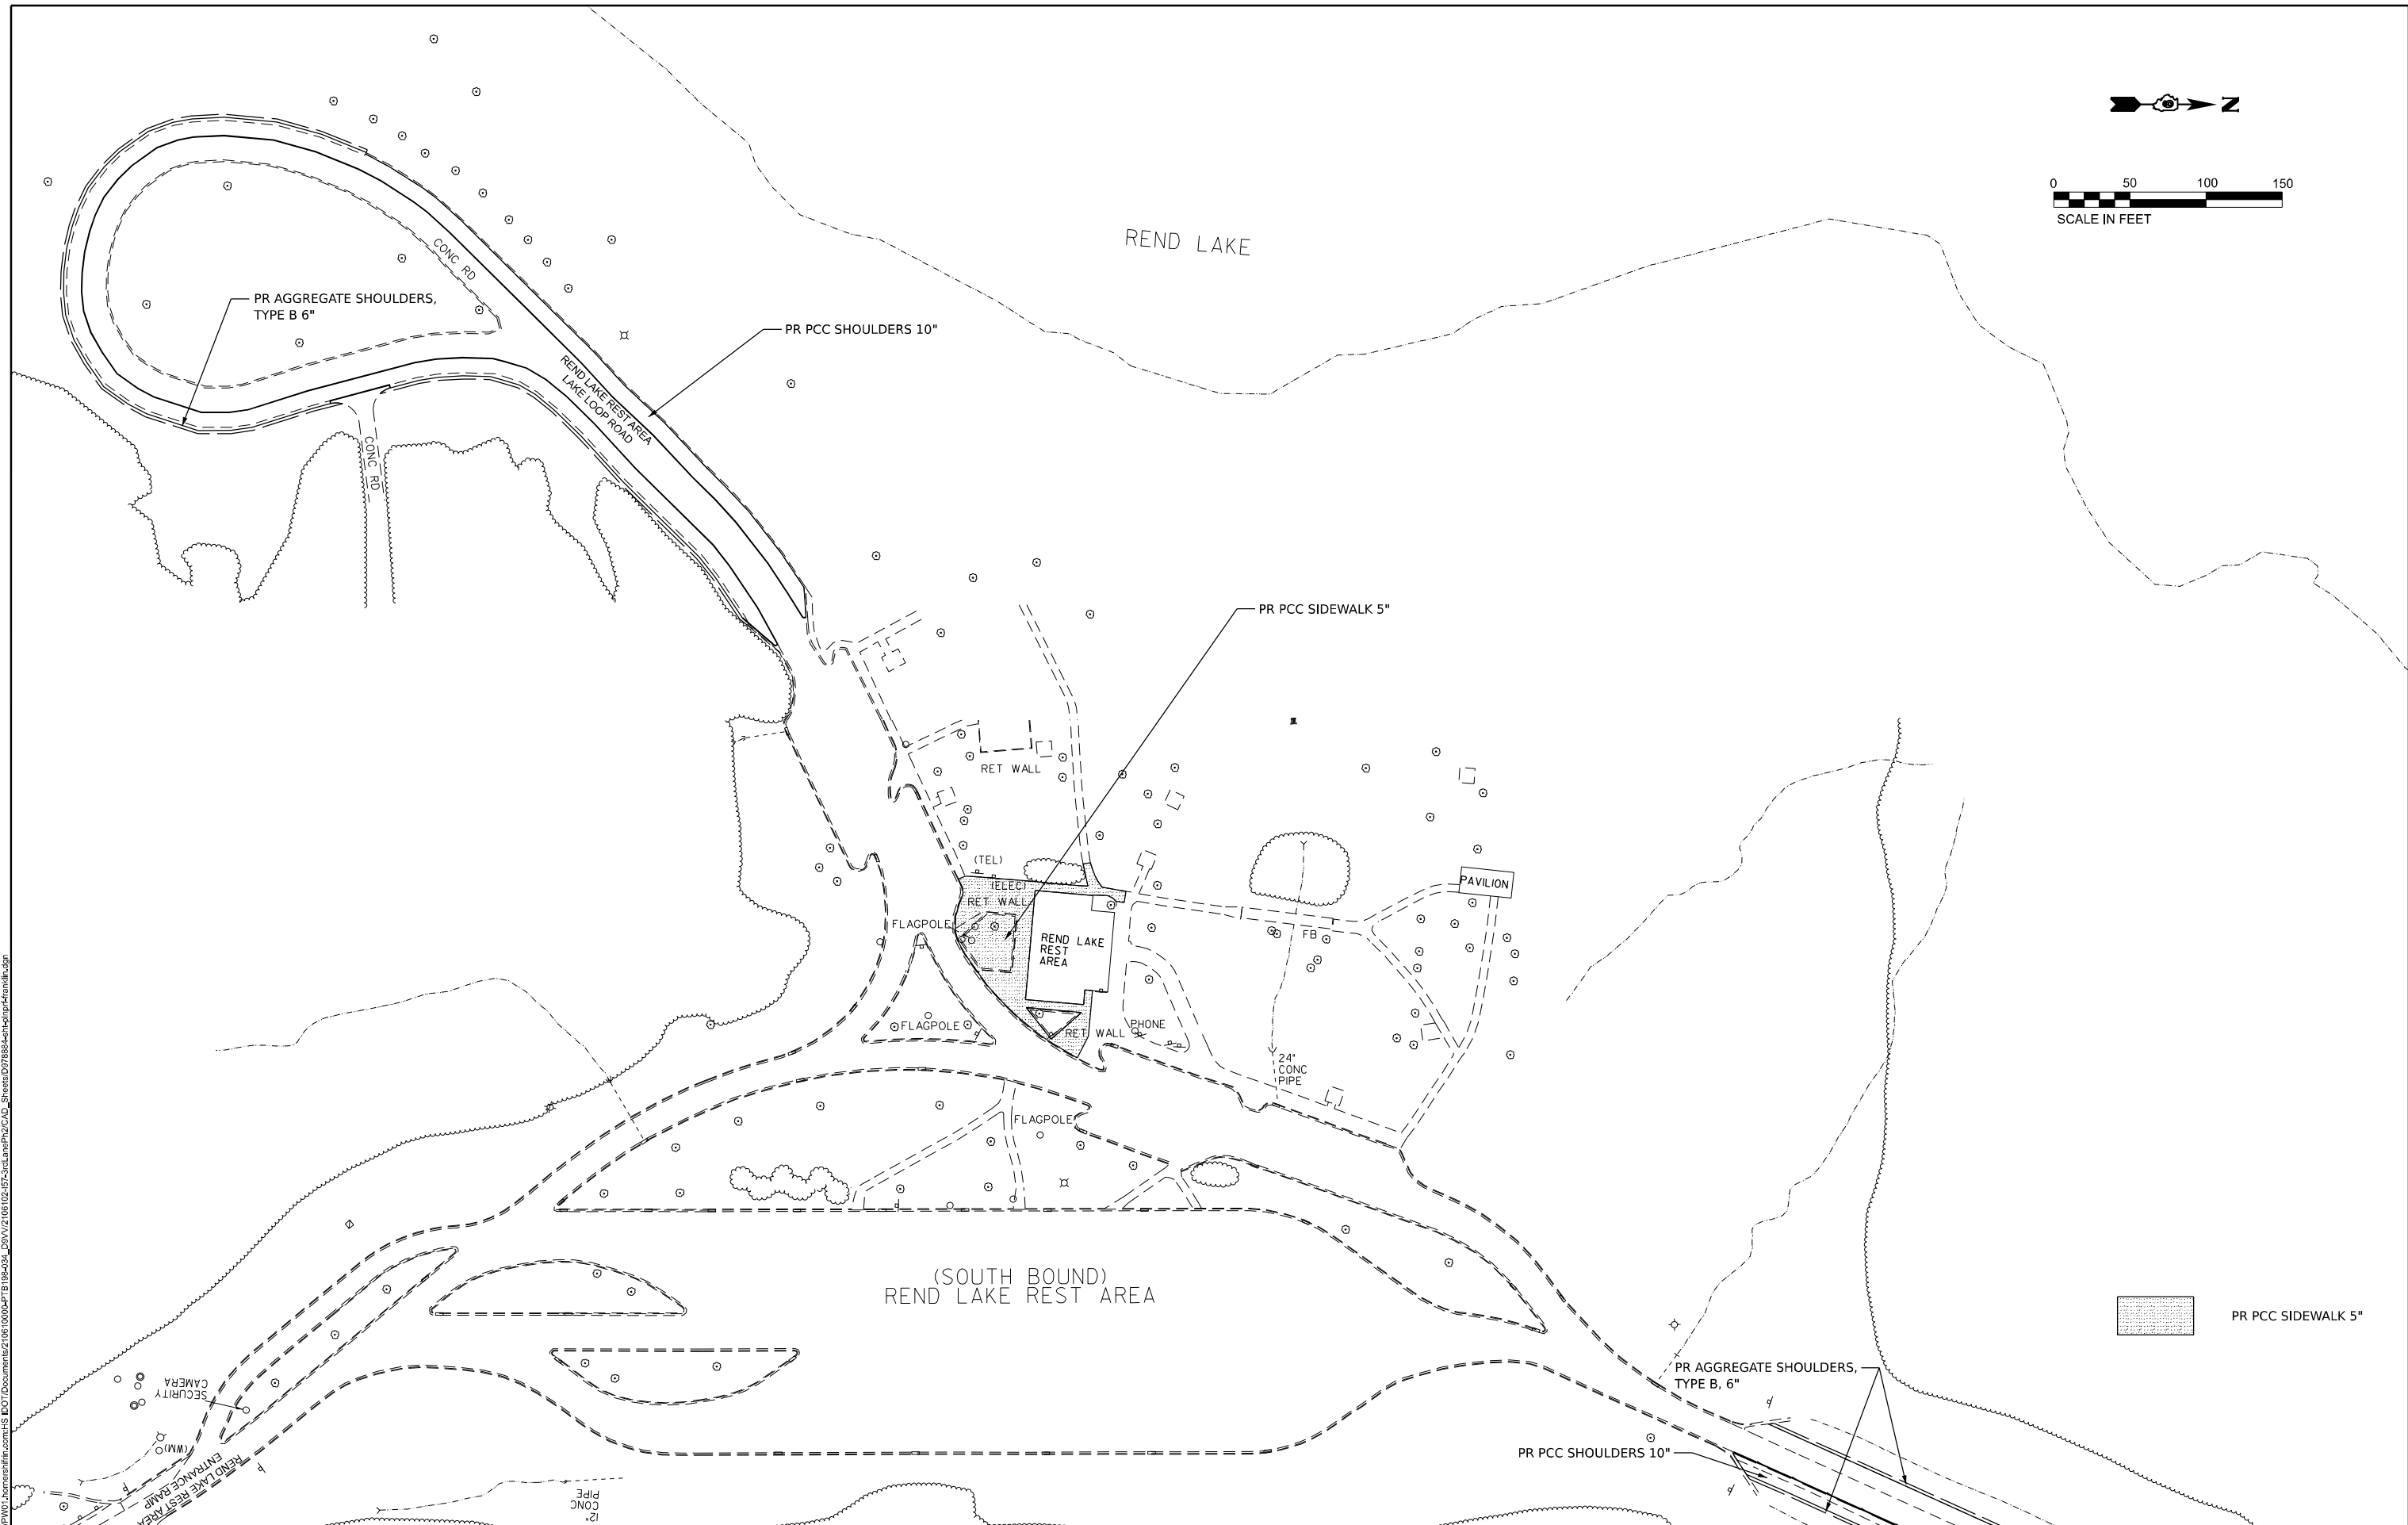 N
0 50 100 150
SCALE IN FEET
REND LAKE
CONC RD
PR AGGREGATE SHOULDERS,
TYPE B 6"
PR PCC SHOULDERS 10"
REND LAKE REST AREA
LAKE LOOP ROAD
CONC RD
PR PCC SIDEWALK 5"
RET WALL
(TEL)
(ELEC)
RET WALL
FLAGPOLE
REND LAKE
REST
AREA
PAVILION
FB
FLAGPOLE
RET WALL
PHONE
24"
CONC
PIPE
FLAGPOLE
(SOUTH BOUND)
REND LAKE REST AREA
PR PCC SIDEWALK 5"
PR AGGREGATE SHOULDERS,
TYPE B, 6"
PR PCC SHOULDERS 10"
SECURITY
CAMERA
(WM)
REND LAKE REST AREA
ENTRANCE RAMP
12"
CONC
PIPE